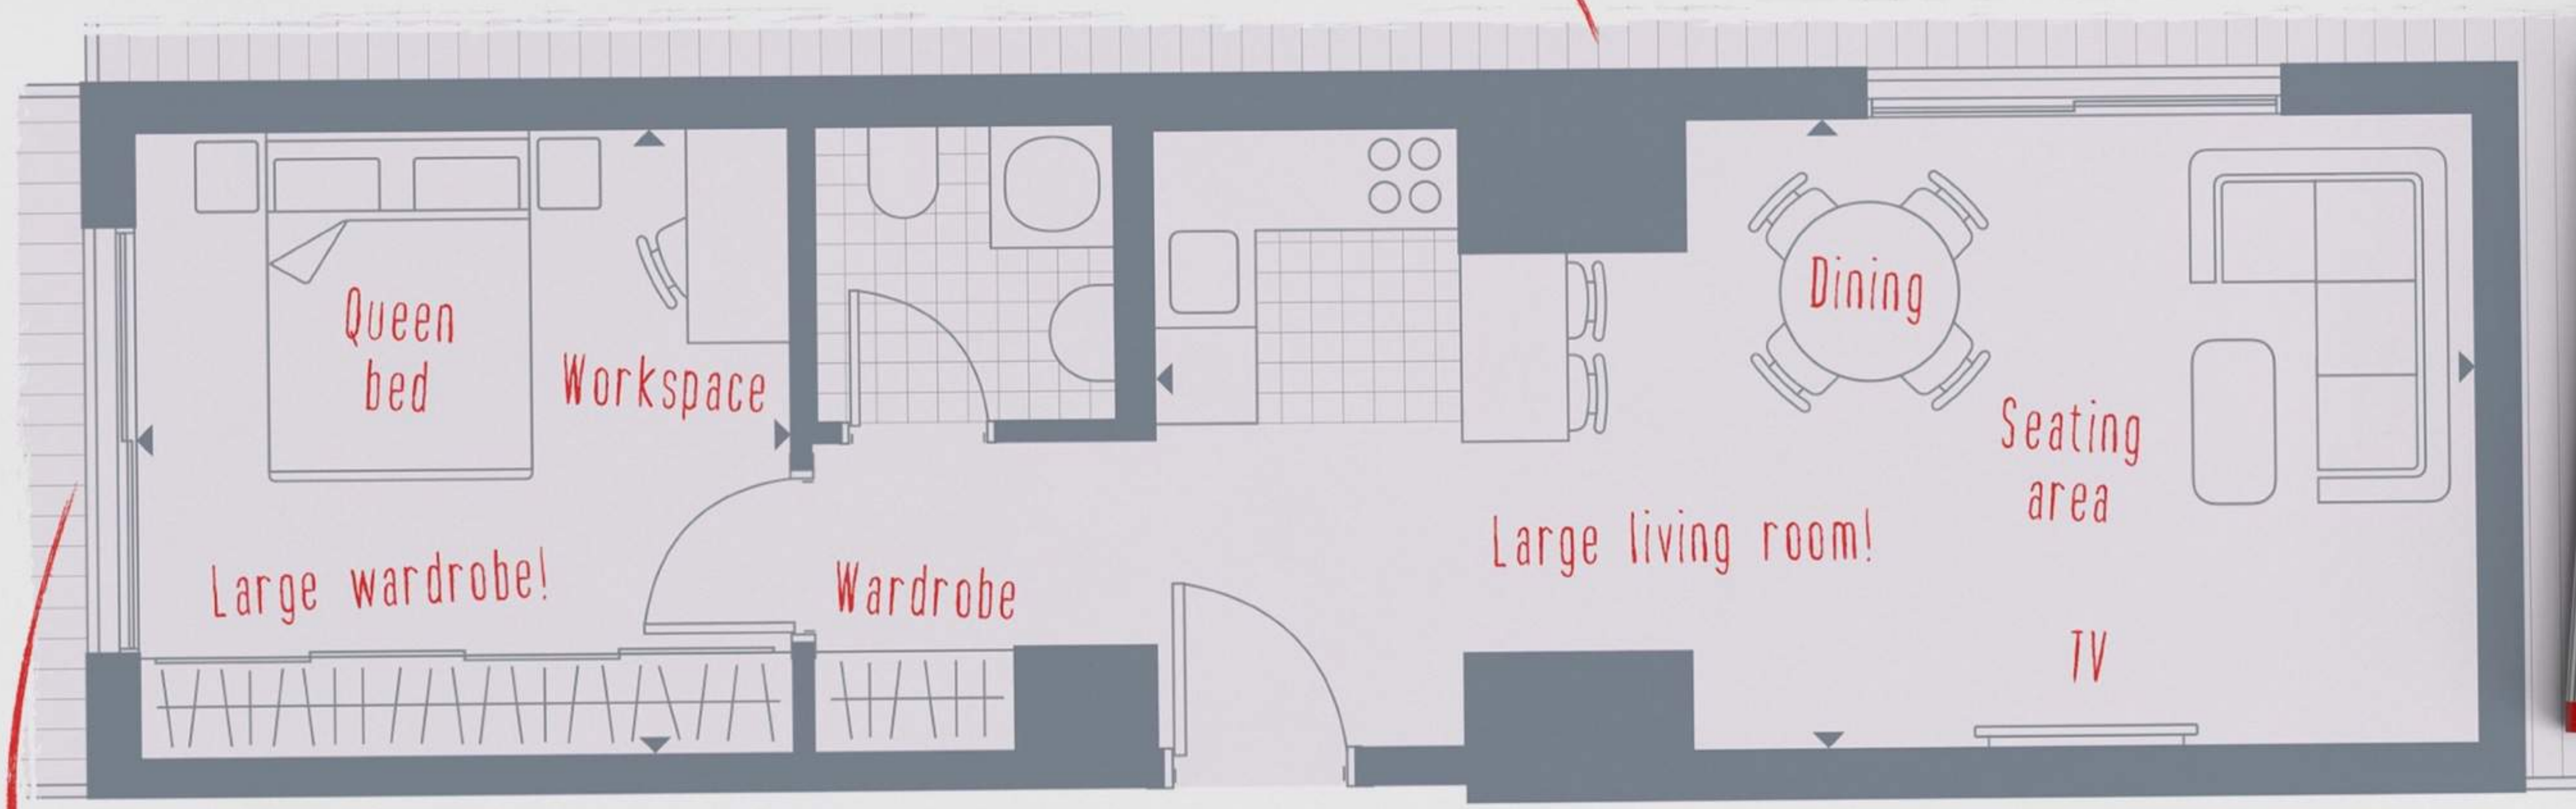 Queen
bed
Workspace
Large wardrobe!
Wardrobe
Large living room!
Dining
Seating
area
TV